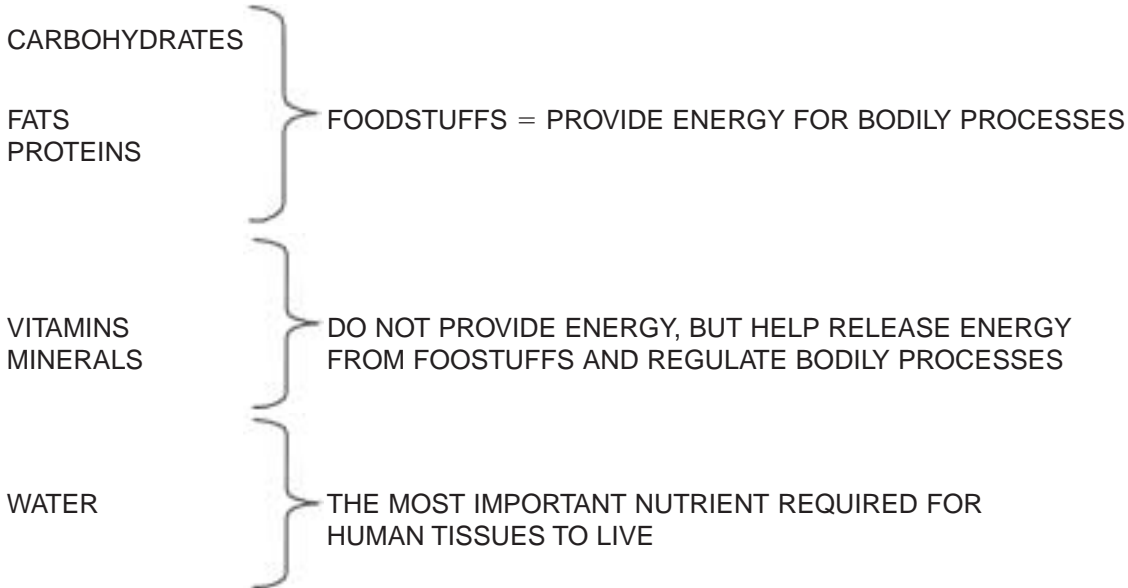 CARBOHYDRATES
FATS
PROTEINS
FOODSTUFFS = PROVIDE ENERGY FOR BODILY PROCESSES
VITAMINS
MINERALS
DO NOT PROVIDE ENERGY, BUT HELP RELEASE ENERGY
FROM FOOSTUFFS AND REGULATE BODILY PROCESSES
WATER
THE MOST IMPORTANT NUTRIENT REQUIRED FOR
HUMAN TISSUES TO LIVE